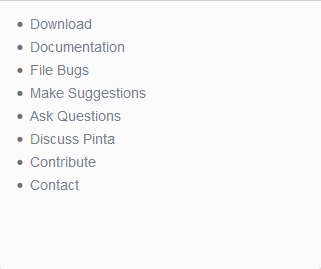 Download
Documentation
File Bugs
Make Suggestions
Ask Questions
Discuss Pinta
Contribute
Contact